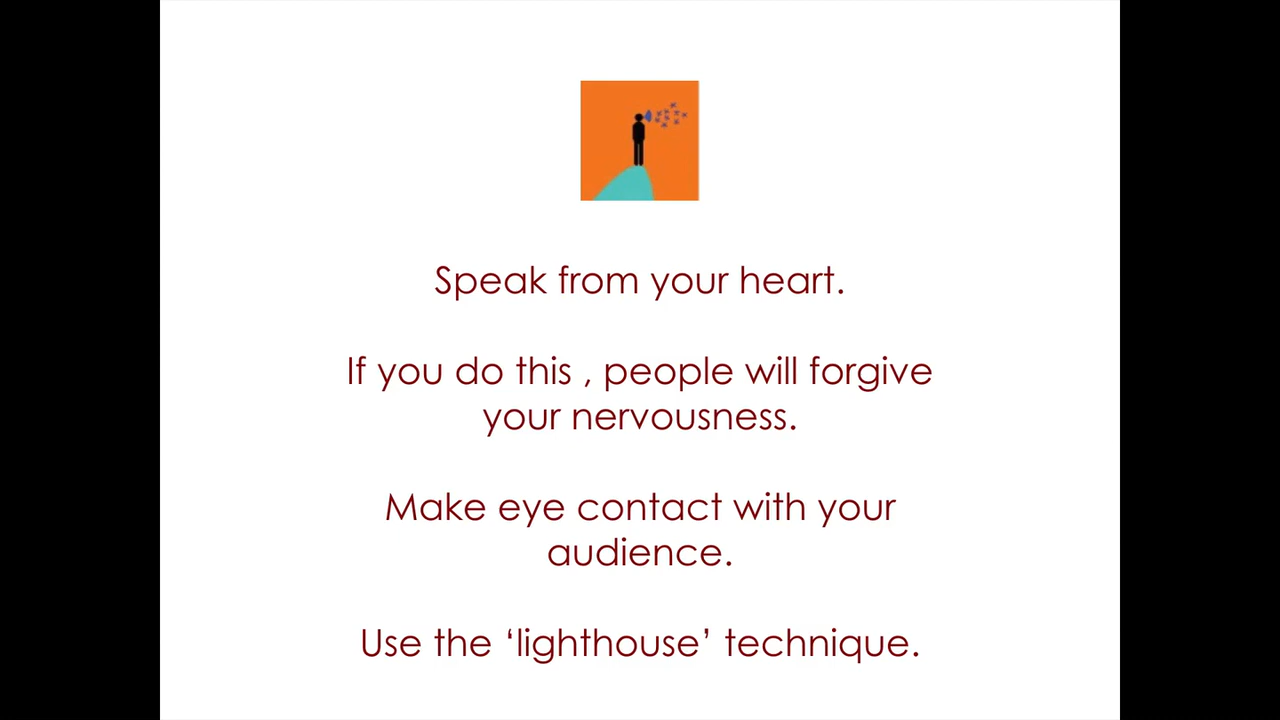 Speak from your heart.
If you do this , people will forgive
your nervousness.
Make eye contact with your
audience.
Use the ‘lighthouse’ technique.